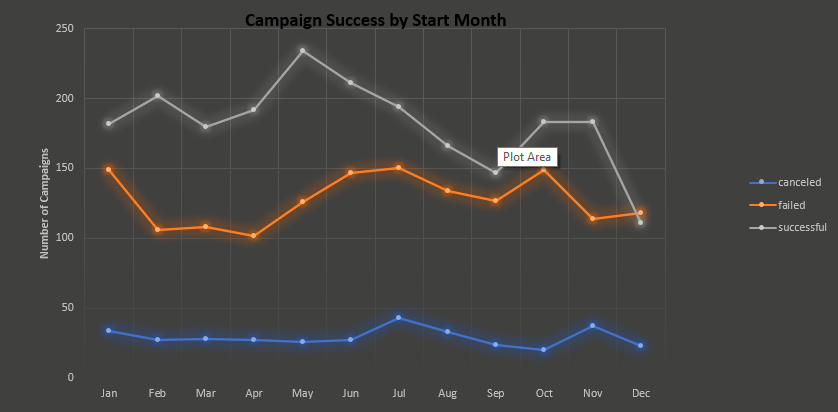 Campaign Success by Start Month
250
200
150
100
50
0
Number of Campaigns
Plot Area
canceled
failed
successful
Jan Feb Mar Apr May Jun Jul Aug Sep Oct Nov Dec